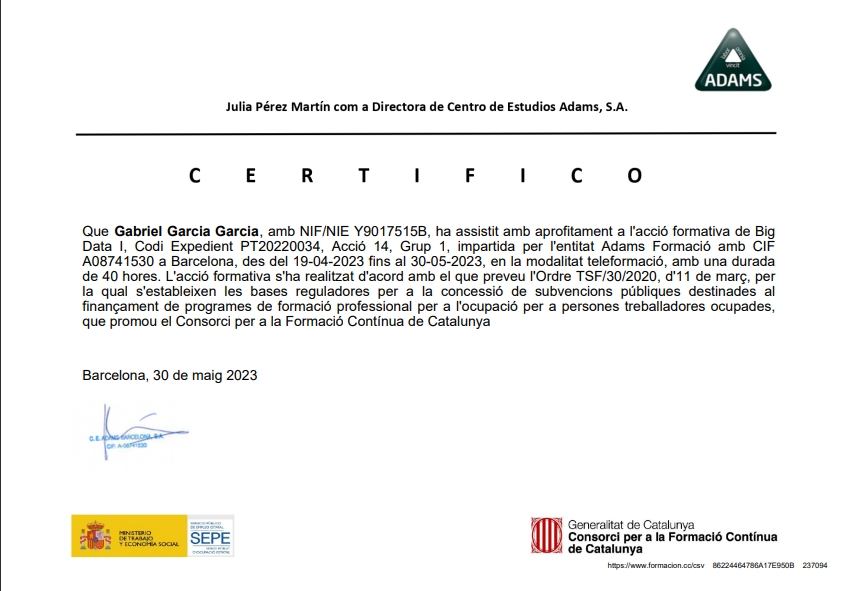 labor
omnia
vincit
ADAMS
Julia Pérez Martín com a Directora de Centro de Estudios Adams, S.A.
C E R T I F I C O
Que Gabriel Garcia Garcia, amb NIF/NIE Y9017515B, ha assistit amb aprofitament a l'acció formativa de Big
Data I, Codi Expedient PT20220034, Acció 14, Grup 1, impartida per l'entitat Adams Formació amb CIF
A08741530 a Barcelona, des del 19-04-2023 fins al 30-05-2023, en la modalitat teleformació, amb una durada
de 40 hores. L'acció formativa s'ha realitzat d'acord amb el que preveu l'Ordre TSF/30/2020, d'11 de març, per
la qual s'estableixen les bases reguladores per a la concessió de subvencions públiques destinades al
finançament de programes de formació professional per a l'ocupació per a persones treballadores ocupades,
que promou el Consorci per a la Formació Contínua de Catalunya
Barcelona, 30 de maig 2023
C.E. ADAMS BARCELONA, S.A.
CIF: A-08741530
MINISTERIO
DE TRABAJO
Y ECONOMÍA SOCIAL
SERVICIO PÚBLICO
DE EMPLEO ESTATAL
SEPE
SERVEI PÚBLIC
D'OCUPACIÓ ESTATAL
Generalitat de Catalunya
Consorci per a la Formació Contínua
de Catalunya
https://www.formacion.cc/csv 86224464786A17E950B 237094